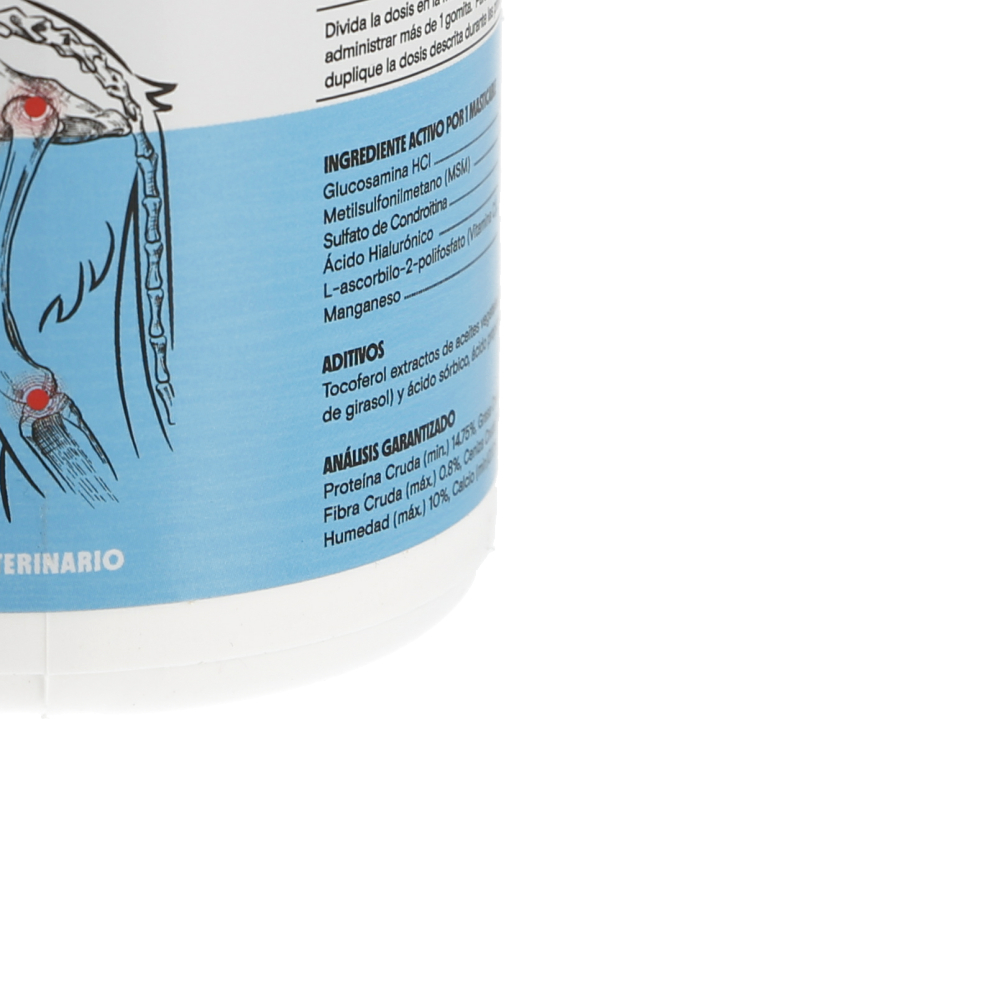 Divida la dosis en la
administrar más de 1 gomita.
duplique la dosis descrita durante
INGREDIENTE ACTIVO POR 1
Glucosamina HCl
Metilsulfonilmetano (MSM)
Sulfato de Condroitina
Ácido Hialurónico
L-ascorbilo-2-polifosfato (Vitamina
Manganeso
ADITIVOS
Tocoferol extractos de aceites
de girasol) y ácido sórbico, ácido
ANÁLISIS GARANTIZADO
Proteína Cruda (min.) 14.75%,
Fibra Cruda (máx.) 0.8%,
Humedad (máx.) 10%, Calcio
TERINARIO